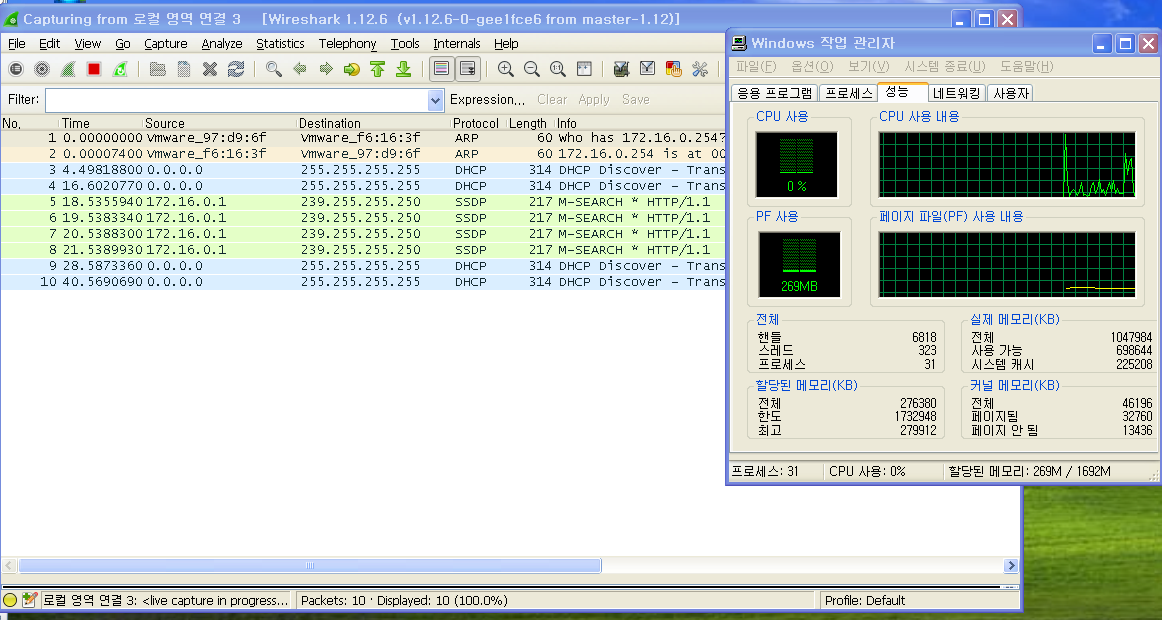 Capturing from 로컬 영역 연결 3 [Wireshark 1.12.6 (v1.12.6-0-gee1fce6 from master-1.12)]
File Edit View Go Capture Analyze Statistics Telephony Tools Internals Help
Filter: Expression... Clear Apply Save
No. Time Source Destination Protocol Length Info
1 0.00000000 Vmware_97:d9:6f Vmware_f6:16:3f ARP 60 Who has 172.16.0.254?
2 0.00007400 Vmware_f6:16:3f Vmware_97:d9:6f ARP 60 172.16.0.254 is at 00
3 4.49818800 0.0.0.0 255.255.255.255 DHCP 314 DHCP Discover - Trans
4 16.6020770 0.0.0.0 255.255.255.255 DHCP 314 DHCP Discover - Trans
5 18.5355940 172.16.0.1 239.255.255.250 SSDP 217 M-SEARCH * HTTP/1.1
6 19.5383340 172.16.0.1 239.255.255.250 SSDP 217 M-SEARCH * HTTP/1.1
7 20.5388300 172.16.0.1 239.255.255.250 SSDP 217 M-SEARCH * HTTP/1.1
8 21.5389930 172.16.0.1 239.255.255.250 SSDP 217 M-SEARCH * HTTP/1.1
9 28.5873360 0.0.0.0 255.255.255.255 DHCP 314 DHCP Discover - Trans
10 40.5690690 0.0.0.0 255.255.255.255 DHCP 314 DHCP Discover - Trans
로컬 영역 연결 3: <live capture in progress... Packets: 10 · Displayed: 10 (100.0%) Profile: Default
Windows 작업 관리자
파일(F) 옵션(O) 보기(V) 시스템 종료(U) 도움말(H)
응용 프로그램 프로세스 성능 네트워킹 사용자
CPU 사용 CPU 사용 내용
0 %
PF 사용 페이지 파일(PF) 사용 내용
269MB
전체 실제 메모리(KB)
핸들 6818 전체 1047984
스레드 323 사용 가능 698644
프로세스 31 시스템 캐시 225208
할당된 메모리(KB) 커널 메모리(KB)
전체 276380 전체 46196
한도 1732948 페이지됨 32760
최고 279912 페이지 안 됨 13436
프로세스: 31 CPU 사용: 0% 할당된 메모리: 269M / 1692M